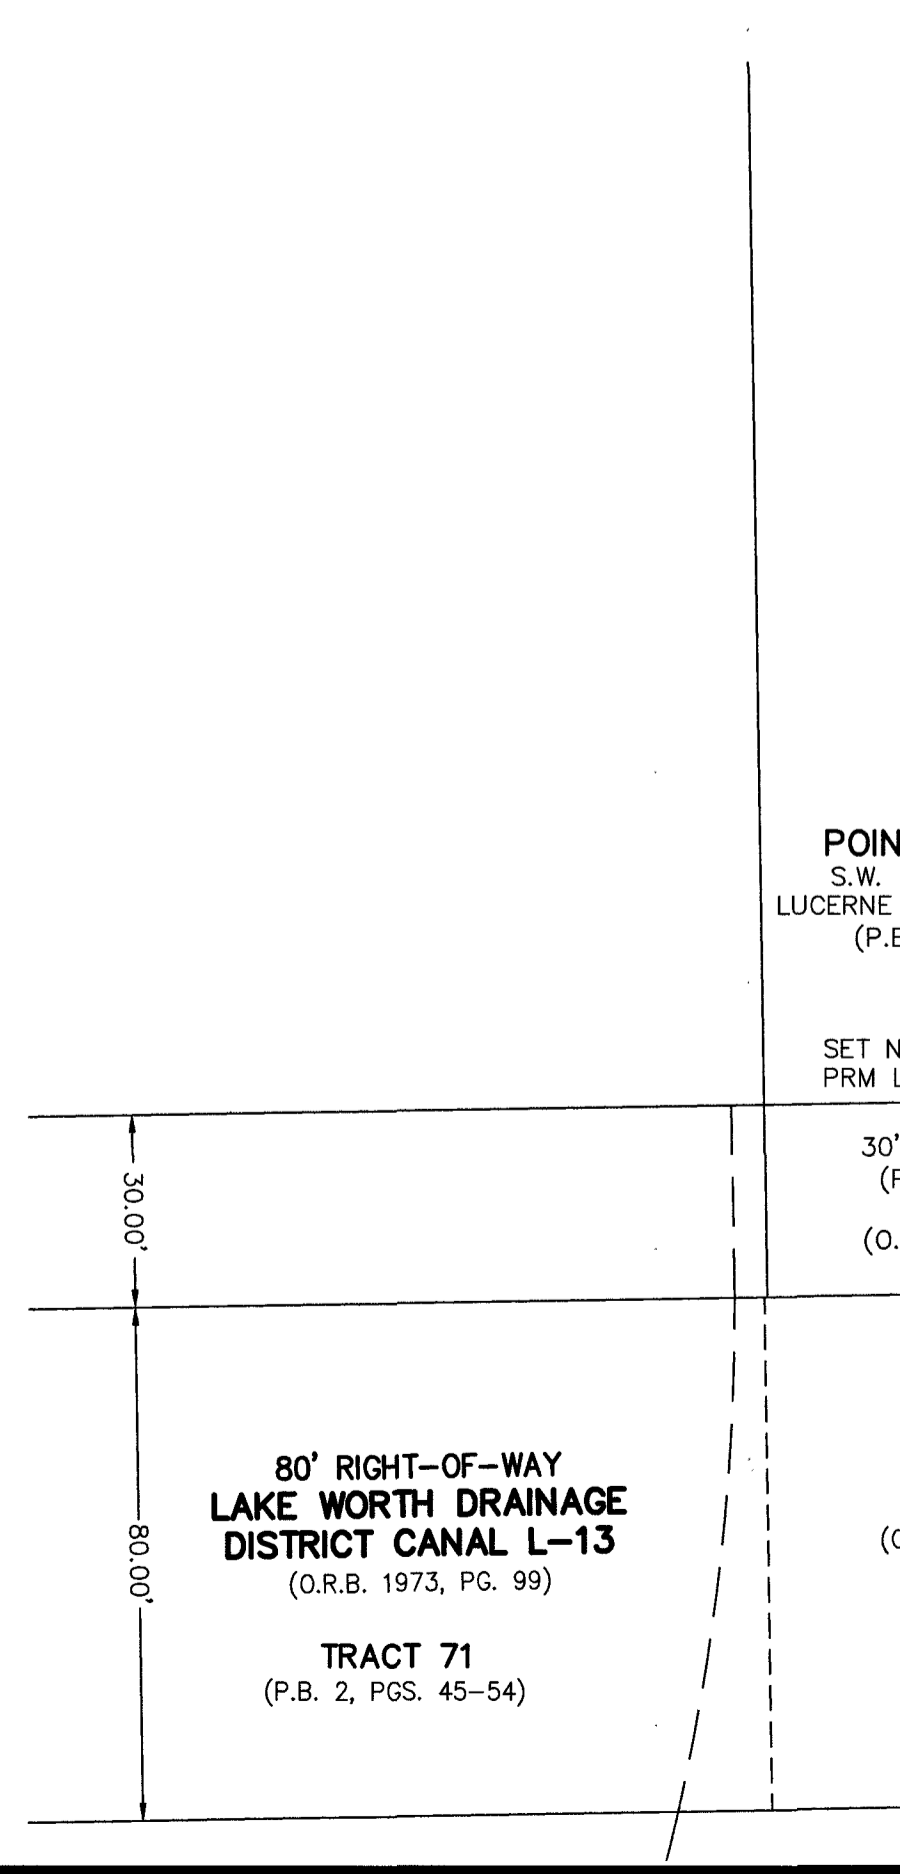 POIN
S.W.
LUCERNE
(P.B
SET N
PRM L
30'
(P
(O.
30.00'
80' RIGHT-OF-WAY
LAKE WORTH DRAINAGE
DISTRICT CANAL L-13
(O.R.B. 1973, PG. 99)
80.00'
TRACT 71
(P.B. 2, PGS. 45-54)